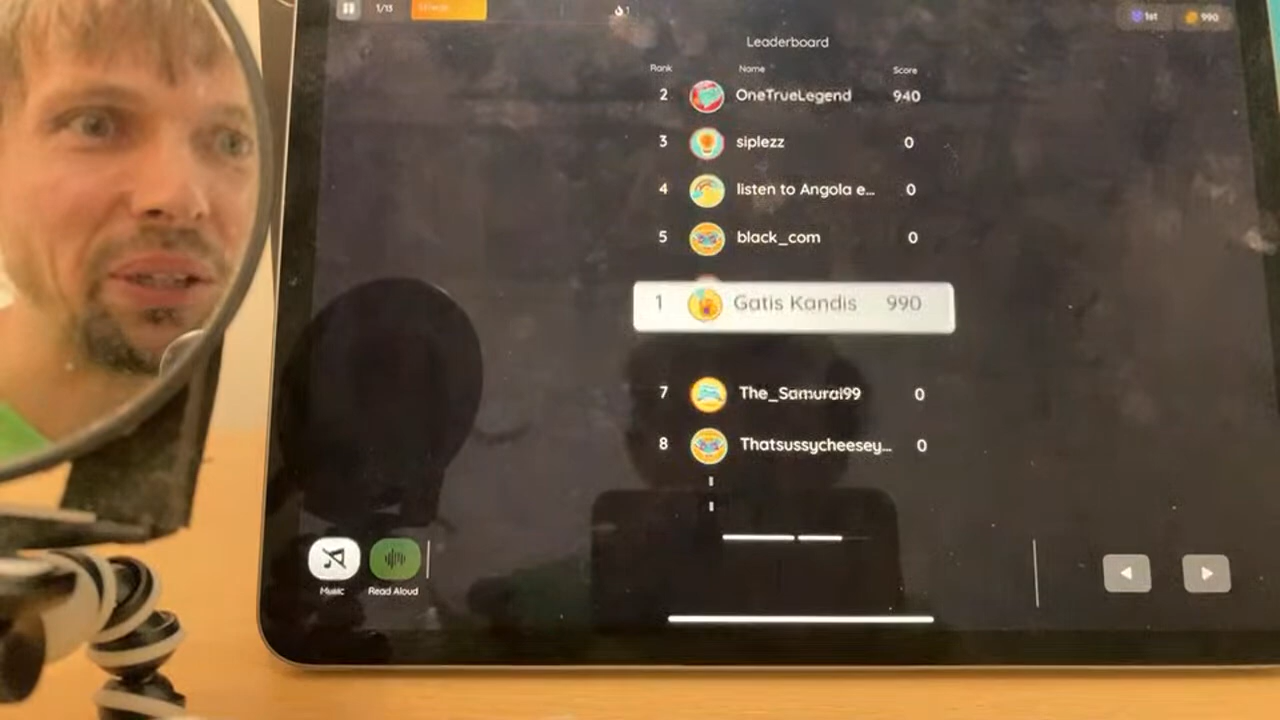 1/13
1
1st
990
Leaderboard
Rank Name Score
2 OneTrueLegend 940
3 siplezz 0
4 listen to Angola e... 0
5 black_com 0
1 Gatis Kandis 990
7 The_Samurai99 0
8 Thatsussycheesey... 0
Music
Read Aloud